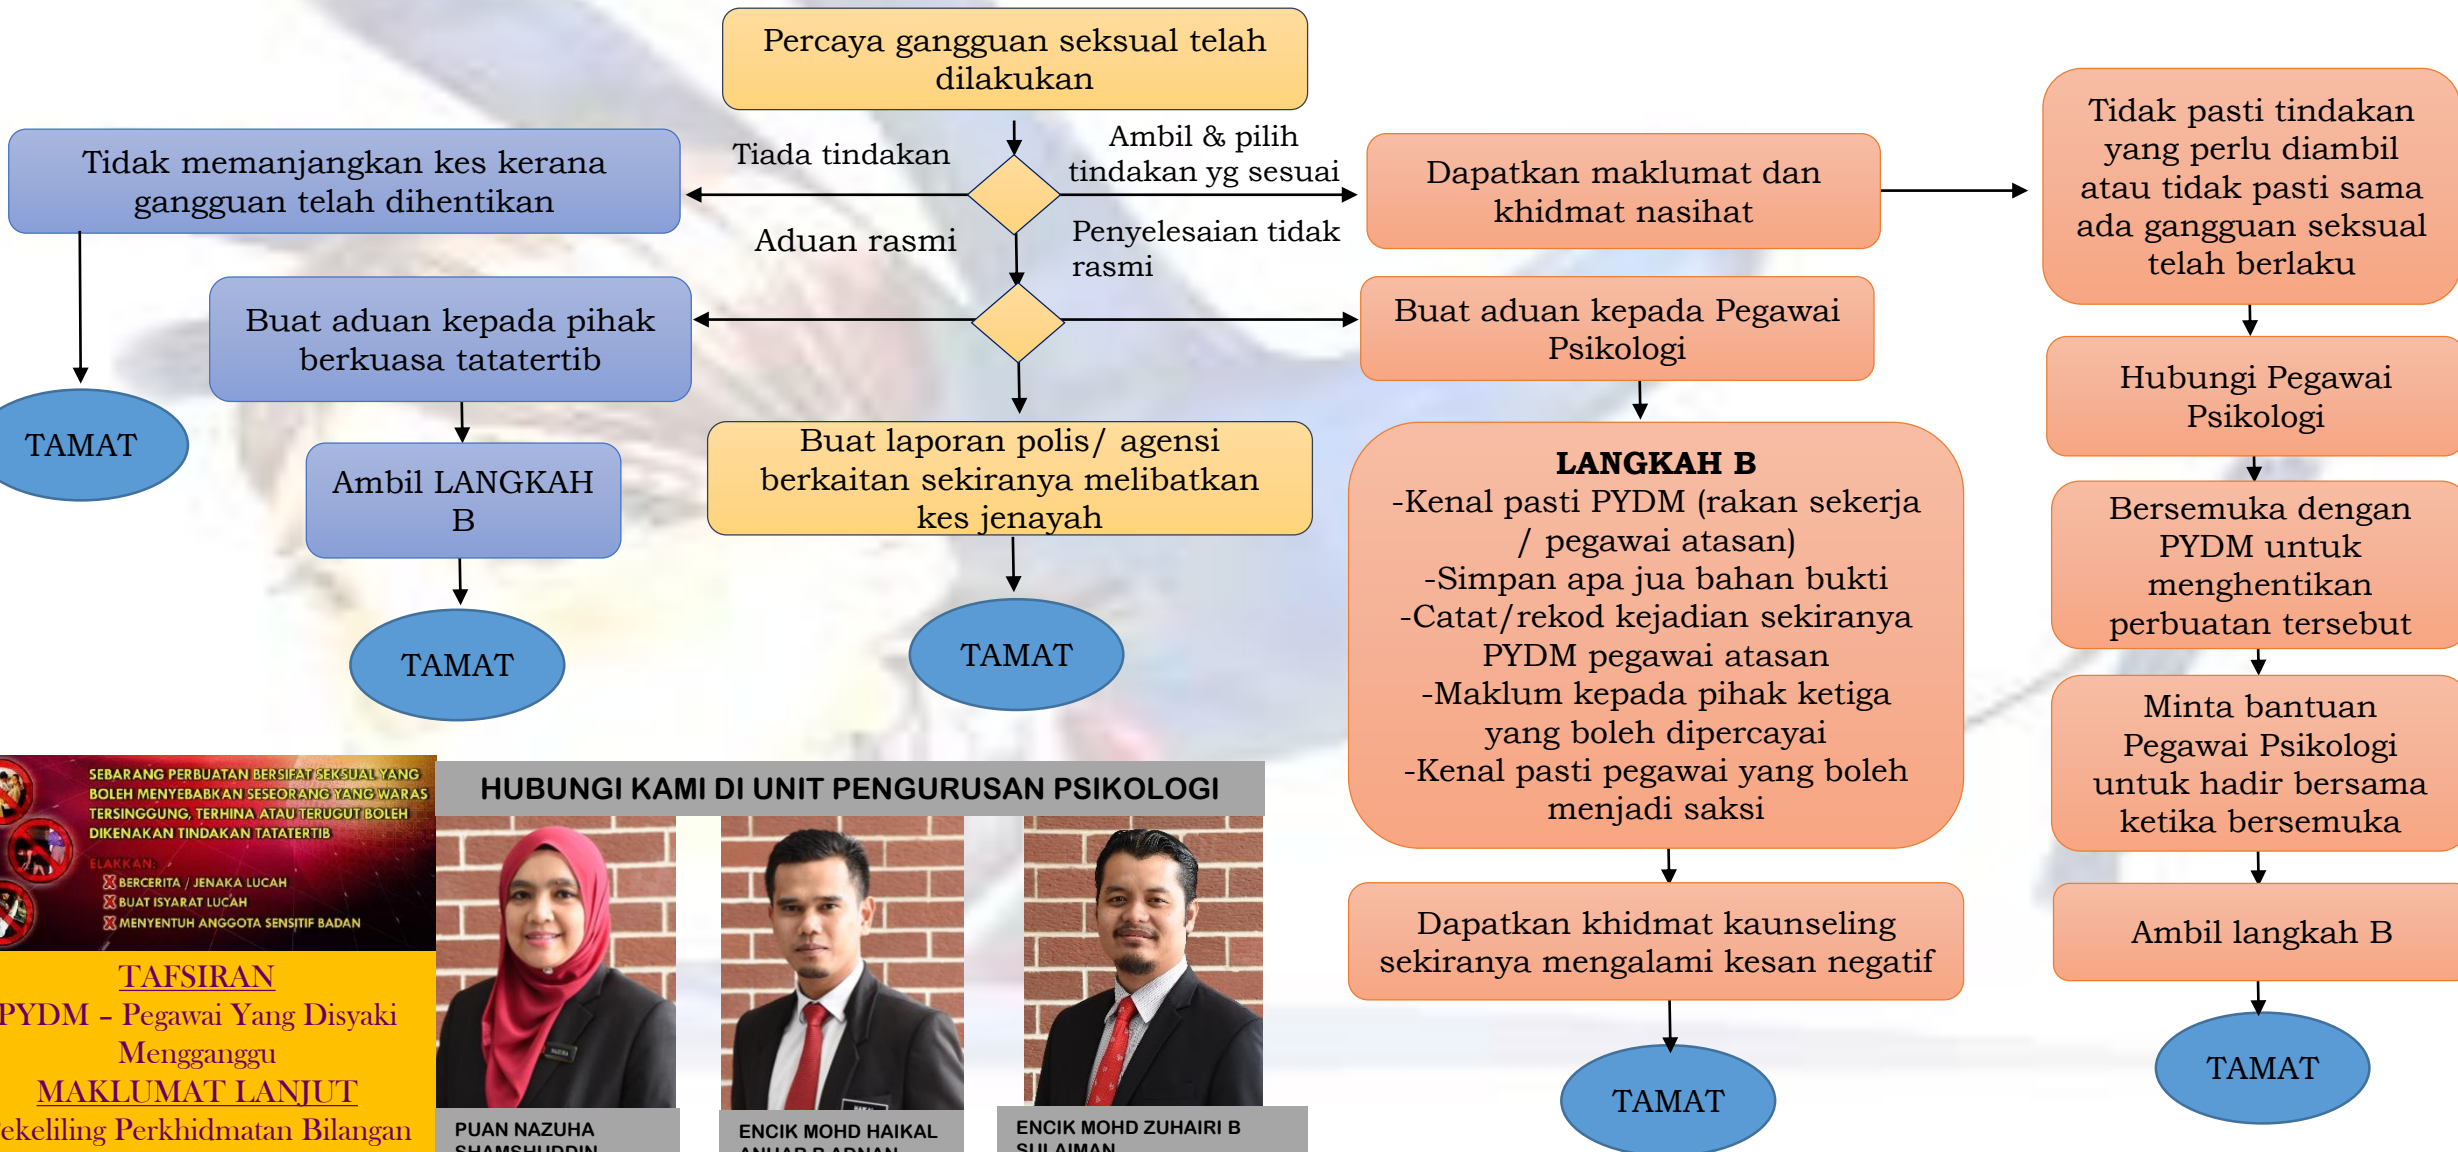 Percaya gangguan seksual telah
dilakukan
Tiada tindakan
Ambil & pilih
tindakan yg sesuai
Aduan rasmi
Penyelesaian tidak
rasmi
Tidak memanjangkan kes kerana
gangguan telah dihentikan
TAMAT
Buat aduan kepada pihak
berkuasa tatatertib
Ambil LANGKAH
B
TAMAT
Buat laporan polis/ agensi
berkaitan sekiranya melibatkan
kes jenayah
TAMAT
Dapatkan maklumat dan
khidmat nasihat
Buat aduan kepada Pegawai
Psikologi
LANGKAH B
-Kenal pasti PYDM (rakan sekerja
/ pegawai atasan)
-Simpan apa jua bahan bukti
-Catat/rekod kejadian sekiranya
PYDM pegawai atasan
-Maklum kepada pihak ketiga
yang boleh dipercayai
-Kenal pasti pegawai yang boleh
menjadi saksi
Dapatkan khidmat kaunseling
sekiranya mengalami kesan negatif
TAMAT
Tidak pasti tindakan
yang perlu diambil
atau tidak pasti sama
ada gangguan seksual
telah berlaku
Hubungi Pegawai
Psikologi
Bersemuka dengan
PYDM untuk
menghentikan
perbuatan tersebut
Minta bantuan
Pegawai Psikologi
untuk hadir bersama
ketika bersemuka
Ambil langkah B
TAMAT
SEBARANG PERBUATAN BERSIFAT SEKSUAL YANG
BOLEH MENYEBABKAN SESEORANG YANG WARAS
TERSINGGUNG, TERHINA ATAU TERUGUT BOLEH
DIKENAKAN TINDAKAN TATATERTIB
ELAKKAN:
BERCERITA / JENAKA LUCAH
BUAT ISYARAT LUCAH
MENYENTUH ANGGOTA SENSITIF BADAN
TAFSIRAN
PYDM – Pegawai Yang Disyaki
Mengganggu
MAKLUMAT LANJUT
Pekeliling Perkhidmatan Bilangan
HUBUNGI KAMI DI UNIT PENGURUSAN PSIKOLOGI
PUAN NAZUHA
SHAMSHUDDIN
ENCIK MOHD HAIKAL
ANUAR B ADNAN
ENCIK MOHD ZUHAIRI B
SULAIMAN